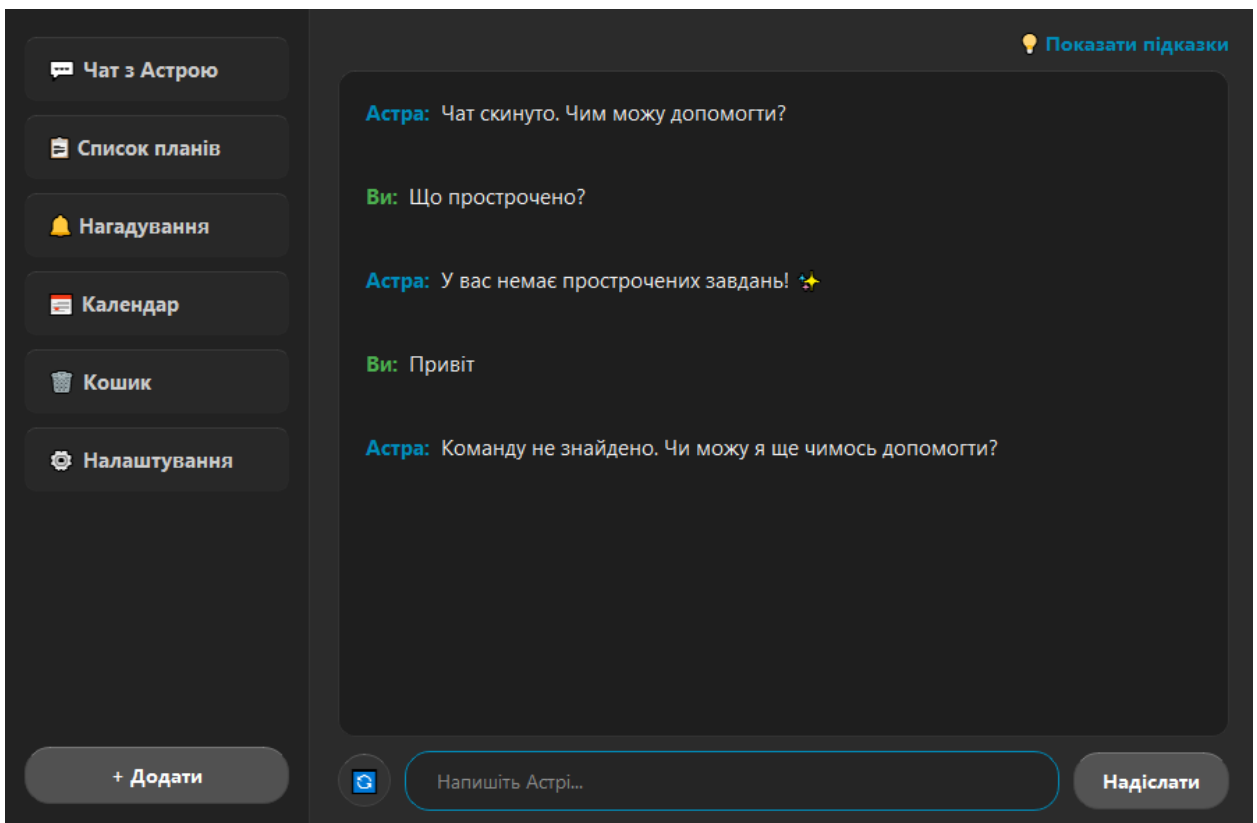 Чат з Астрою
Список планів
Нагадування
Календар
Кошик
Налаштування
+ Додати
Показати підказки
Астра: Чат скинуто. Чим можу допомогти?
Ви: Що прострочено?
Астра: У вас немає прострочених завдань!
Ви: Привіт
Астра: Команду не знайдено. Чи можу я ще чимось допомогти?
Напишіть Астрі...
Надіслати